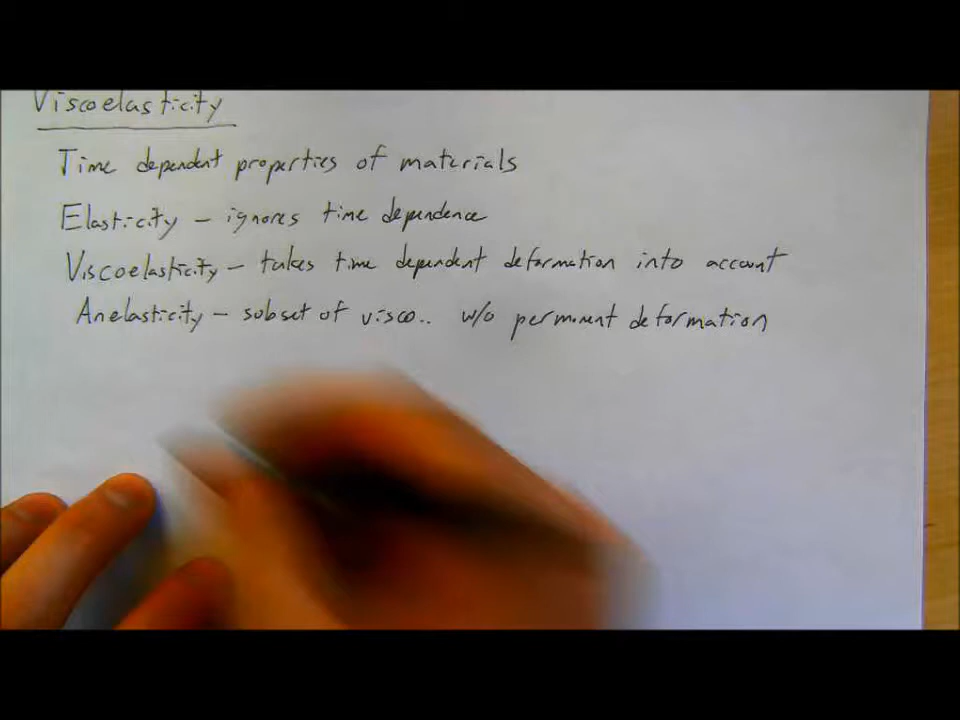 Viscoelasticity
Time dependent properties of materials
Elasticity - ignores time dependence
Viscoelasticity - takes time dependent deformation into account
Anelasticity - subset of visco.. w/o perminent deformation